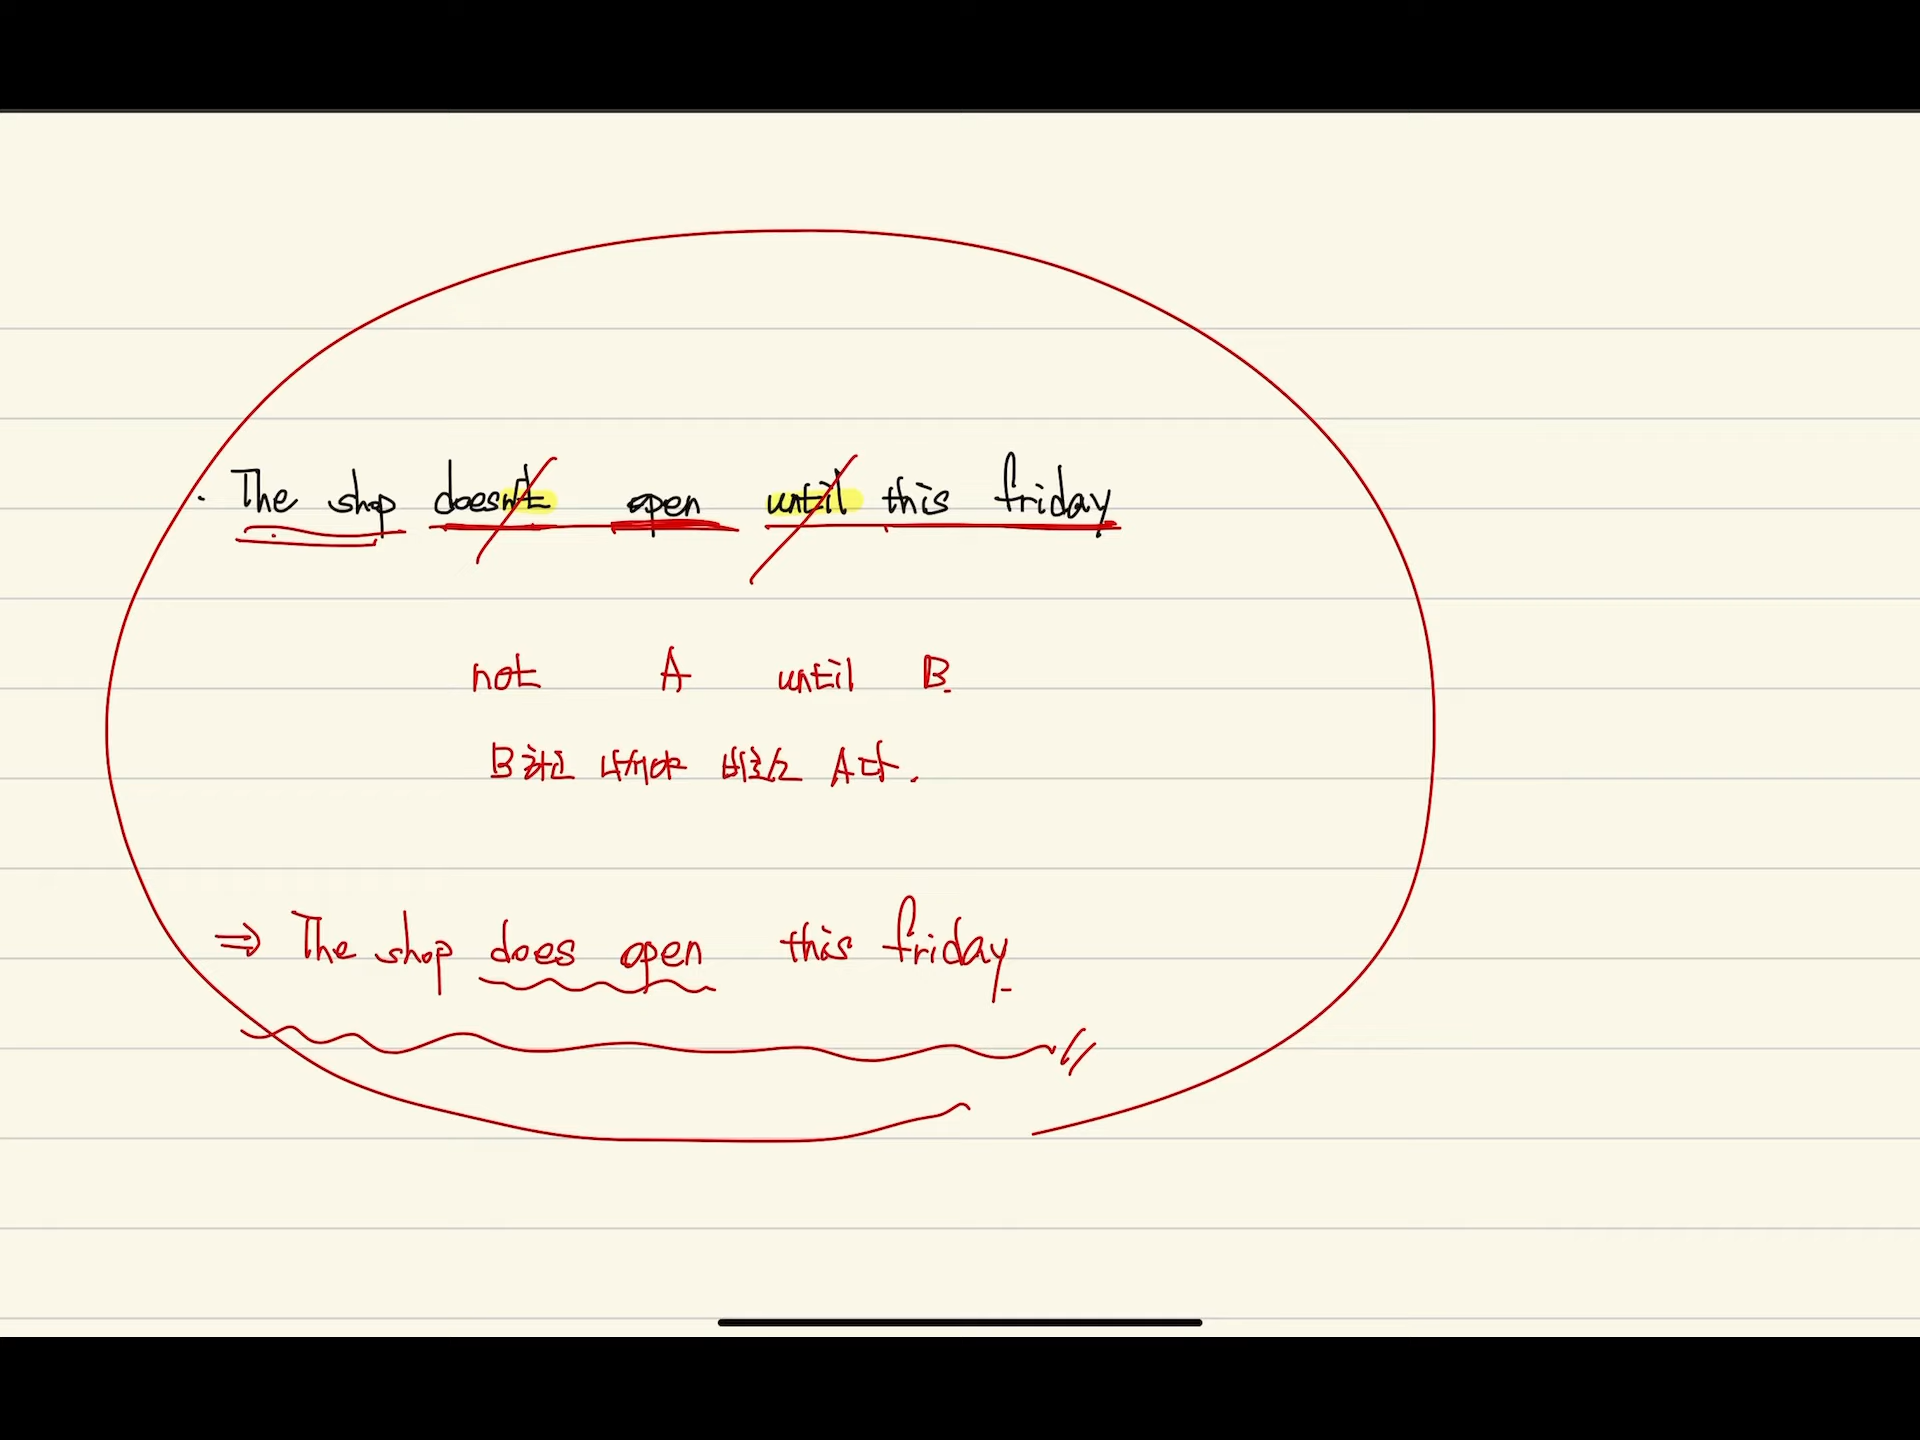 · The shop doesn't open until this friday
not A until B.
B하고 나서야 비로소 A다.
⇒ The shop does open this friday.